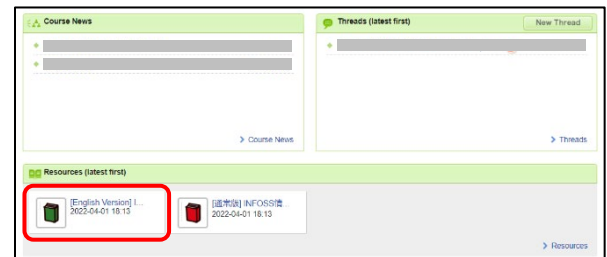 Course News
Threads (latest first)
New Thread
Course News
Threads
Resources (latest first)
[English Version] I...
2022-04-01 18:13
[通常版] INFOSS情...
2022-04-01 18:13
Resources